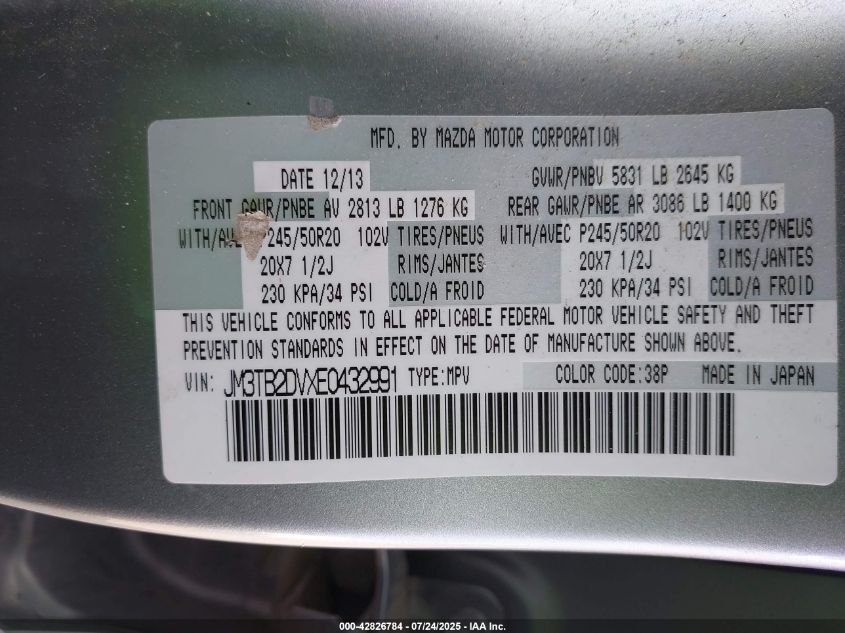 MFD. BY MAZDA MOTOR CORPORATION
DATE 12/13 GVWR/PNBV 5831 LB 2645 KG
FRONT GAWR/PNBE AV 2813 LB 1276 KG REAR GAWR/PNBE AR 3086 LB 1400 KG
WITH/AVEC P245/50R20 102V TIRES/PNEUS WITH/AVEC P245/50R20 102V TIRES/PNEUS
20X7 1/2J RIMS/JANTES 20X7 1/2J RIMS/JANTES
230 KPA/34 PSI COLD/A FROID 230 KPA/34 PSI COLD/A FROID
THIS VEHICLE CONFORMS TO ALL APPLICABLE FEDERAL MOTOR VEHICLE SAFETY AND THEFT
PREVENTION STANDARDS IN EFFECT ON THE DATE OF MANUFACTURE SHOWN ABOVE.
VIN: JM3TB2DVXE0432991 TYPE:MPV COLOR CODE:38P MADE IN JAPAN
000-42826784 - 07/24/2025 - IAA Inc.